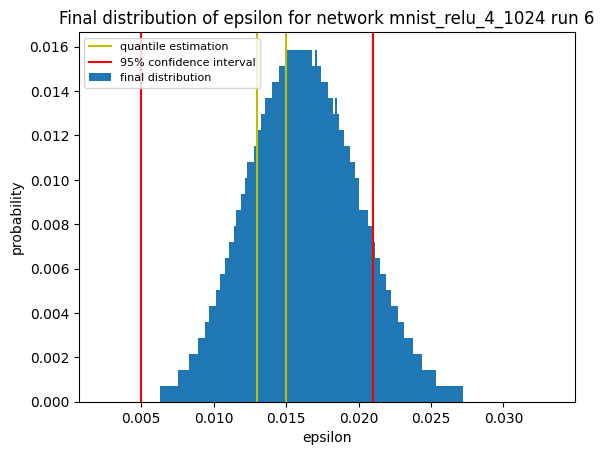 Final distribution of epsilon for network mnist_relu_4_1024 run 6
quantile estimation
95% confidence interval
final distribution
0.016
0.014
0.012
0.010
0.008
0.006
0.004
0.002
0.000
probability
0.005 0.010 0.015 0.020 0.025 0.030
epsilon